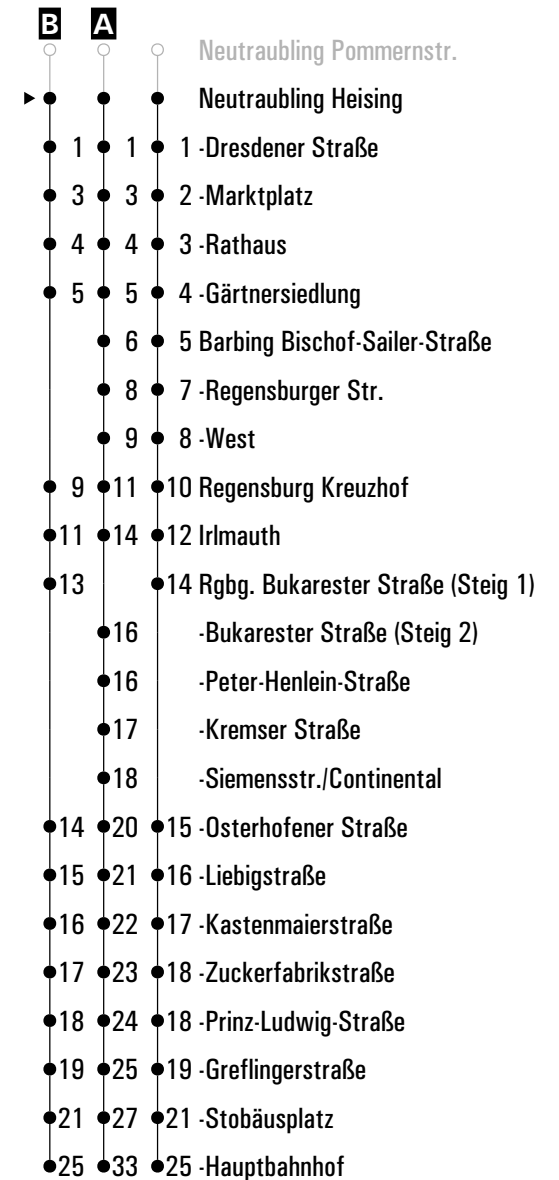 B A
Neutraubling Pommernstr.
Neutraubling Heising
1 1 1 -Dresdener Straße
3 3 2 -Marktplatz
4 4 3 -Rathaus
5 5 4 -Gärtnersiedlung
6 5 Barbing Bischof-Sailer-Straße
8 7 -Regensburger Str.
9 8 -West
9 11 10 Regensburg Kreuzhof
11 14 12 Irlmauth
13 14 Rgbg. Bukarester Straße (Steig 1)
16 -Bukarester Straße (Steig 2)
16 -Peter-Henlein-Straße
17 -Kremser Straße
18 -Siemensstr./Continental
14 20 15 -Osterhofener Straße
15 21 16 -Liebigstraße
16 22 17 -Kastenmaierstraße
17 23 18 -Zuckerfabrikstraße
18 24 18 -Prinz-Ludwig-Straße
19 25 19 -Greflingerstraße
21 27 21 -Stobäusplatz
25 33 25 -Hauptbahnhof